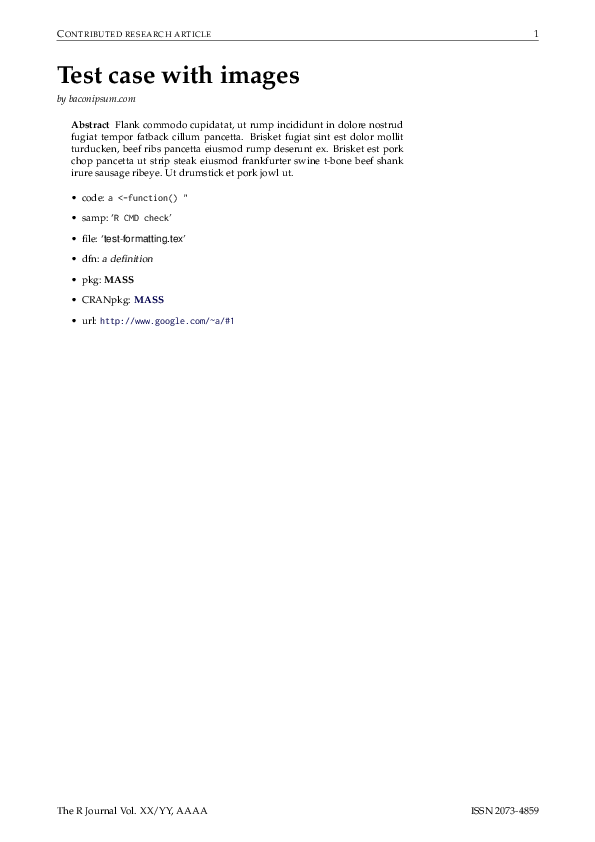 CONTRIBUTED RESEARCH ARTICLE 1
Test case with images
by baconipsum.com
Abstract Flank commodo cupidatat, ut rump incididunt in dolore nostrud
fugiat tempor fatback cillum pancetta. Brisket fugiat sint est dolor mollit
turducken, beef ribs pancetta eiusmod rump deserunt ex. Brisket est pork
chop pancetta ut strip steak eiusmod frankfurter swine t-bone beef shank
irure sausage ribeye. Ut drumstick et pork jowl ut.
• code: a <-function() "
• samp: ‘R CMD check’
• file: ‘test-formatting.tex’
• dfn: a definition
• pkg: MASS
• CRANpkg: MASS
• url: http://www.google.com/~a/#1
The R Journal Vol. XX/YY, AAAA ISSN 2073-4859